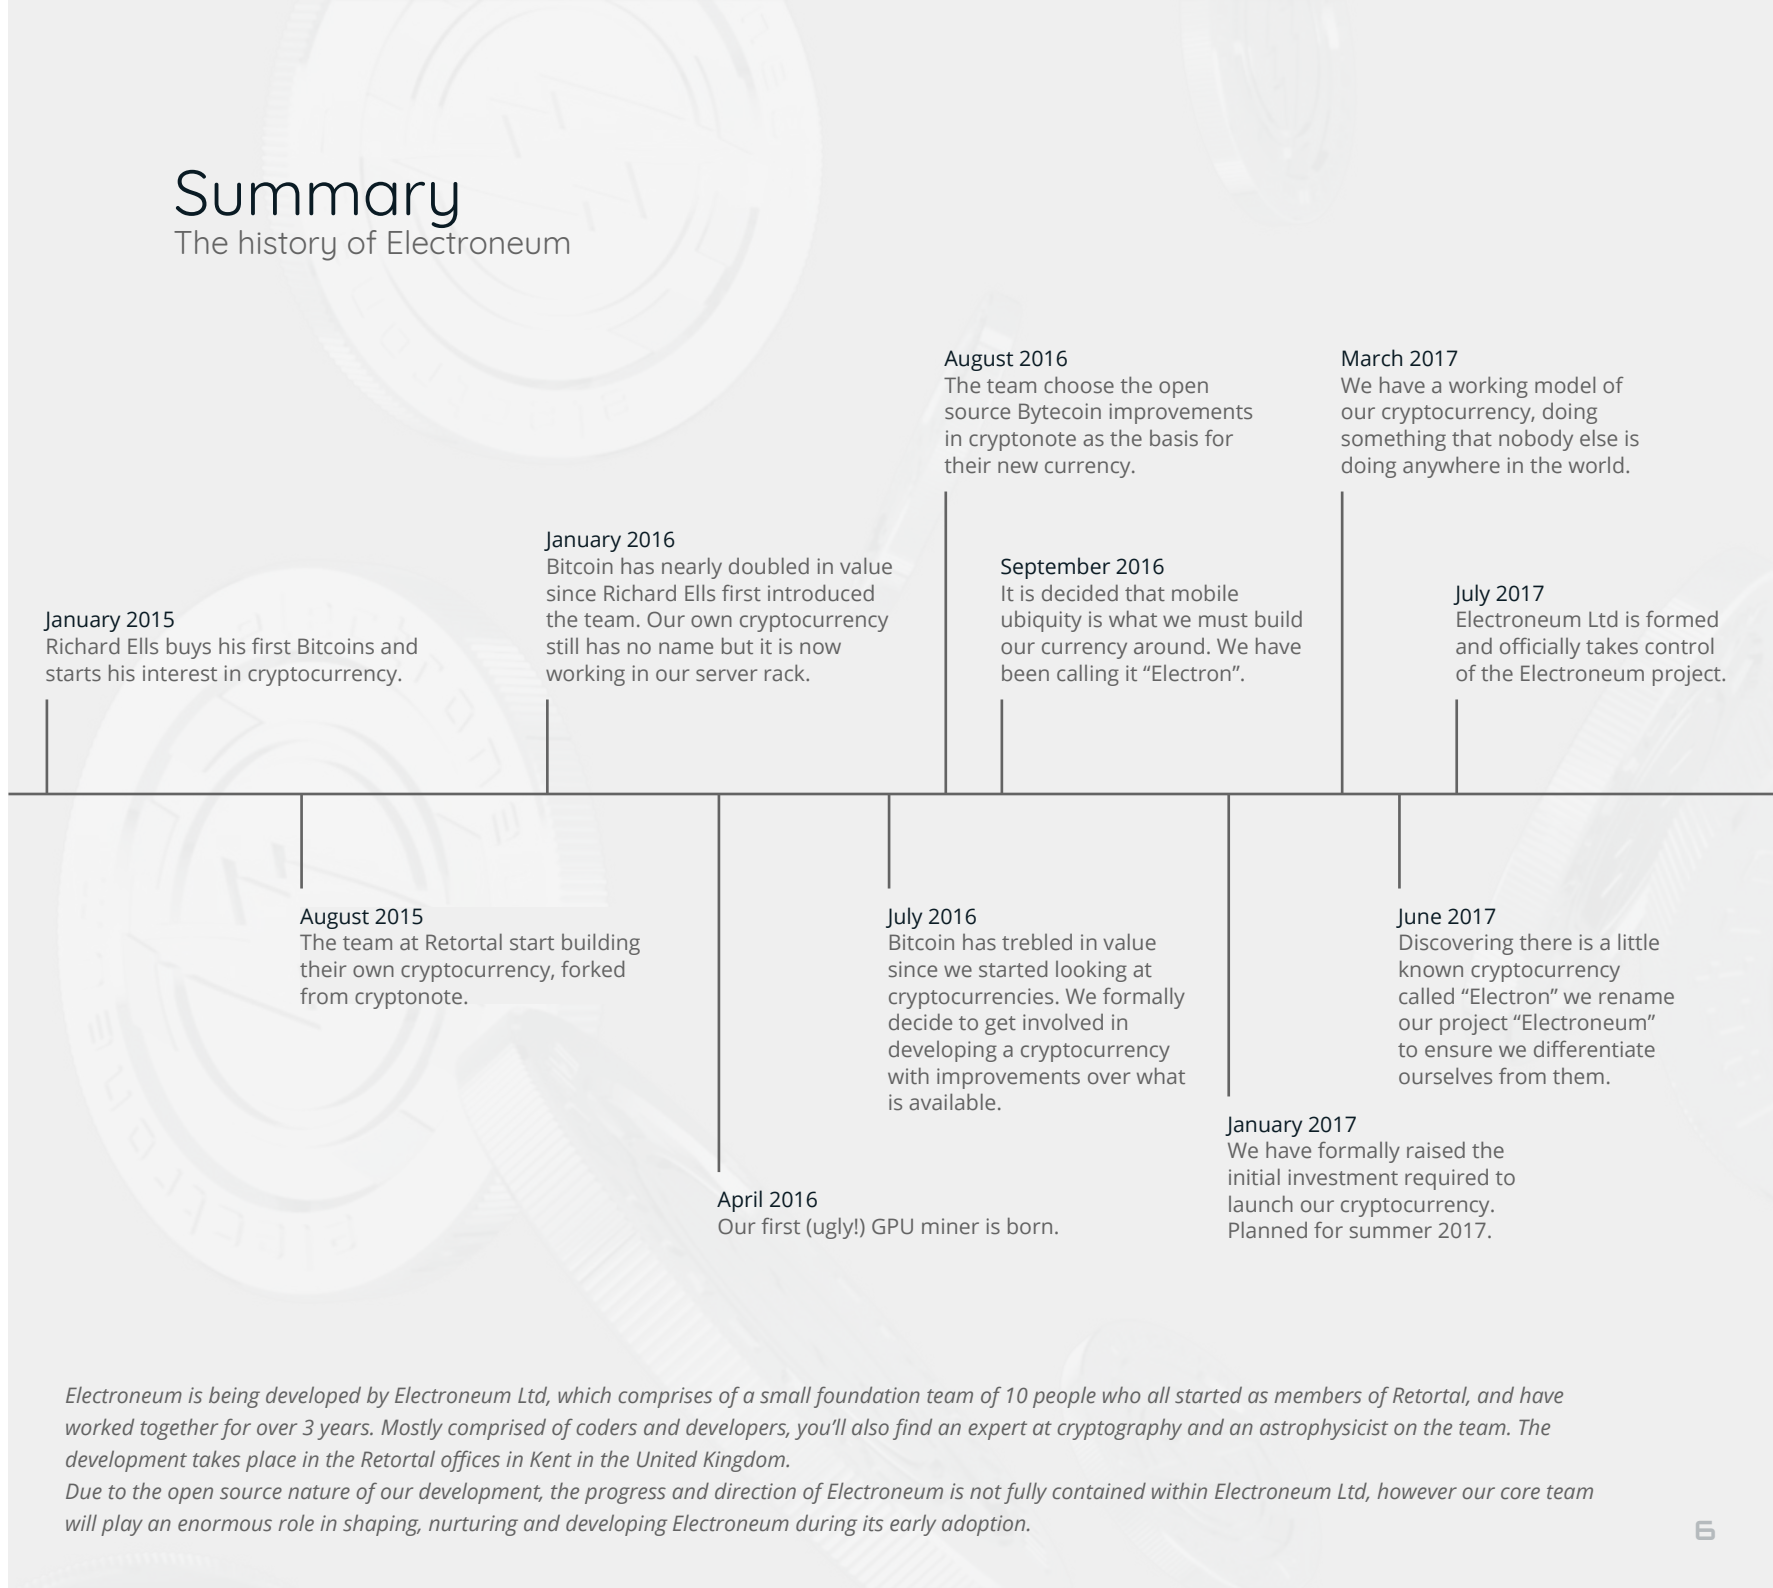 Summary
The history of Electroneum
January 2015
Richard Ells buys his first Bitcoins and
starts his interest in cryptocurrency.
August 2015
The team at Retortal start building
their own cryptocurrency, forked
from cryptonote.
January 2016
Bitcoin has nearly doubled in value
since Richard Ells first introduced
the team. Our own cryptocurrency
still has no name but it is now
working in our server rack.
April 2016
Our first (ugly!) GPU miner is born.
July 2016
Bitcoin has trebled in value
since we started looking at
cryptocurrencies. We formally
decide to get involved in
developing a cryptocurrency
with improvements over what
is available.
August 2016
The team choose the open
source Bytecoin improvements
in cryptonote as the basis for
their new currency.
September 2016
It is decided that mobile
ubiquity is what we must build
our currency around. We have
been calling it “Electron”.
January 2017
We have formally raised the
initial investment required to
launch our cryptocurrency.
Planned for summer 2017.
March 2017
We have a working model of
our cryptocurrency, doing
something that nobody else is
doing anywhere in the world.
June 2017
Discovering there is a little
known cryptocurrency
called “Electron” we rename
our project “Electroneum”
to ensure we differentiate
ourselves from them.
July 2017
Electroneum Ltd is formed
and officially takes control
of the Electroneum project.
Electroneum is being developed by Electroneum Ltd, which comprises of a small foundation team of 10 people who all started as members of Retortal, and have
worked together for over 3 years. Mostly comprised of coders and developers, you’ll also find an expert at cryptography and an astrophysicist on the team. The
development takes place in the Retortal offices in Kent in the United Kingdom.
Due to the open source nature of our development, the progress and direction of Electroneum is not fully contained within Electroneum Ltd, however our core team
will play an enormous role in shaping, nurturing and developing Electroneum during its early adoption.
6